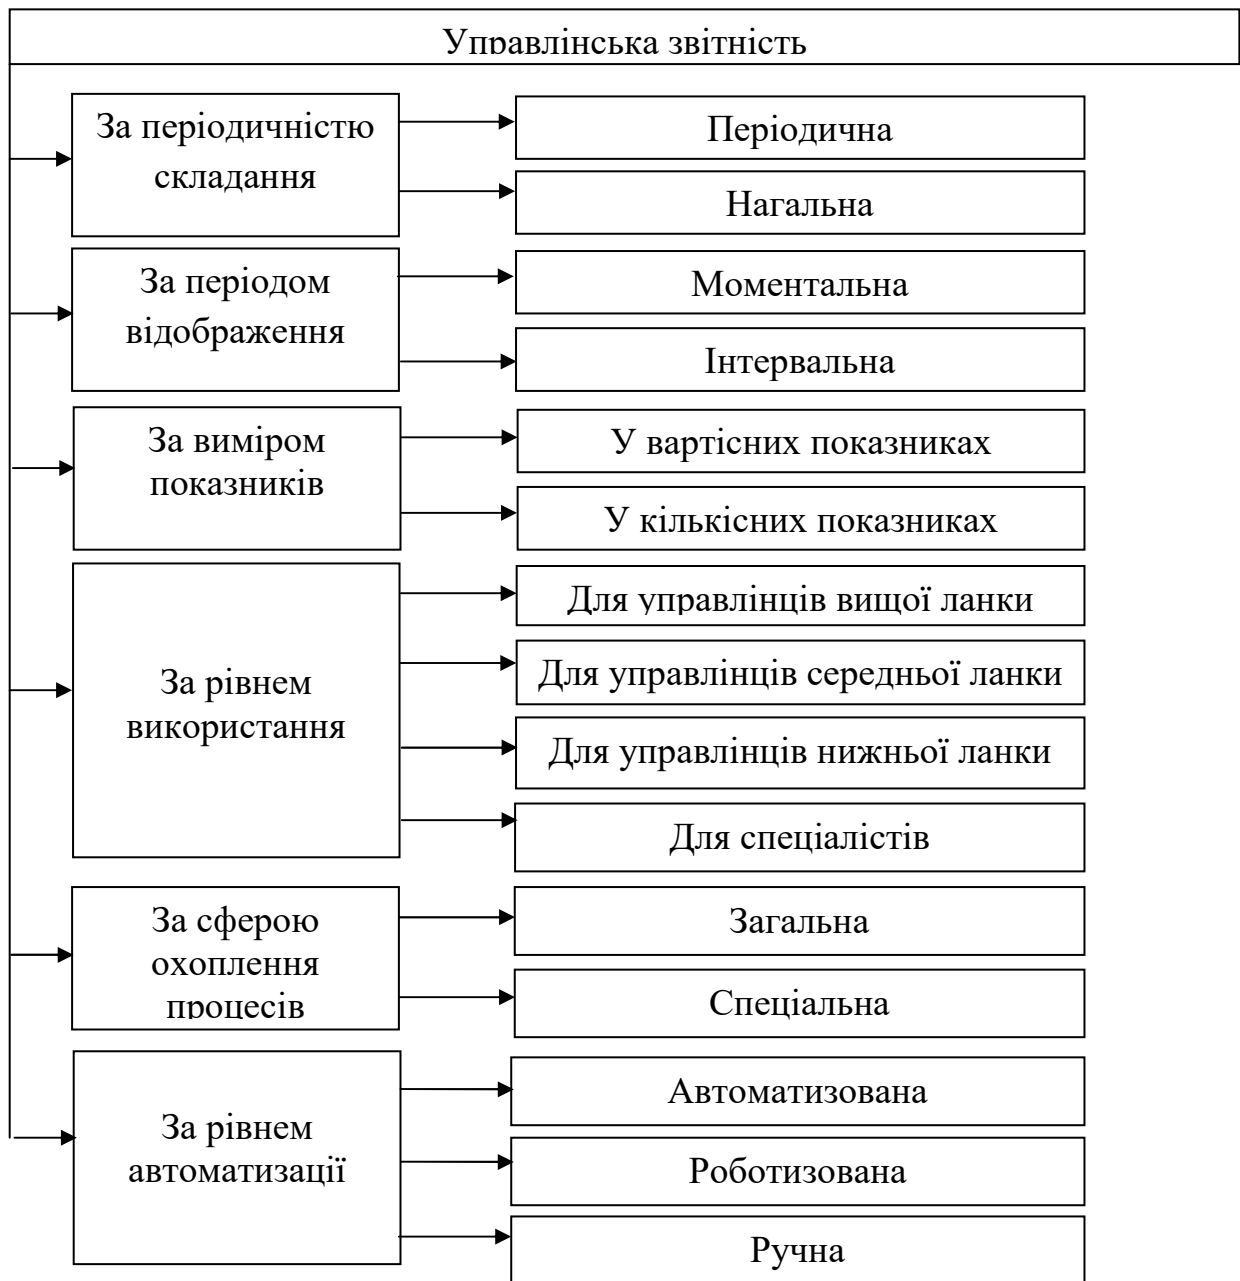 Управлінська звітність
За періодичністю
складання
Періодична
Нагальна
За періодом
відображення
Моментальна
Інтервальна
За виміром
показників
У вартісних показниках
У кількісних показниках
За рівнем
використання
Для управлінців вищої ланки
Для управлінців середньої ланки
Для управлінців нижньої ланки
Для спеціалістів
За сферою
охоплення
процесів
Загальна
Спеціальна
За рівнем
автоматизації
Автоматизована
Роботизована
Ручна